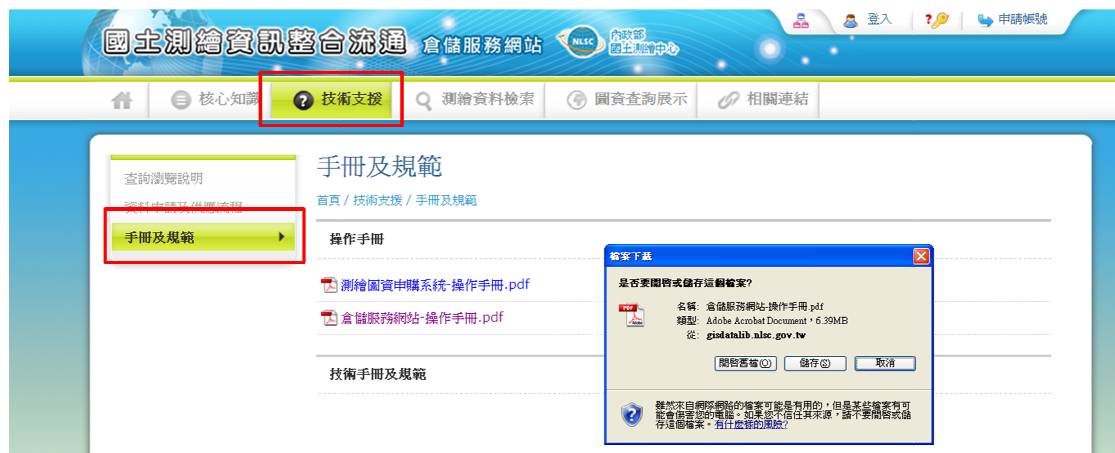 國土測繪資訊整合流通 倉儲服務網站 NLSC 內政部 國土測繪中心
登入 申請帳號
核心知識 技術支援 測繪資料檢索 圖資查詢展示 相關連結
查詢瀏覽說明
資料申請及供應流程
手冊及規範
手冊及規範
首頁 / 技術支援 / 手冊及規範
操作手冊
測繪圖資申購系統-操作手冊.pdf
倉儲服務網站-操作手冊.pdf
技術手冊及規範
檔案下載
是否要開啟或儲存這個檔案?
名稱: 倉儲服務網站-操作手冊.pdf
類型: Adobe Acrobat Document，6.39MB
從: gisdatalib.nlsc.gov.tw
開啟舊檔(O) 儲存(S) 取消
雖然來自網際網路的檔案可能是有用的，但是某些檔案有可
能會傷害您的電腦。如果您不信任其來源，請不要開啟或儲
存這個檔案。有什麼樣的風險?